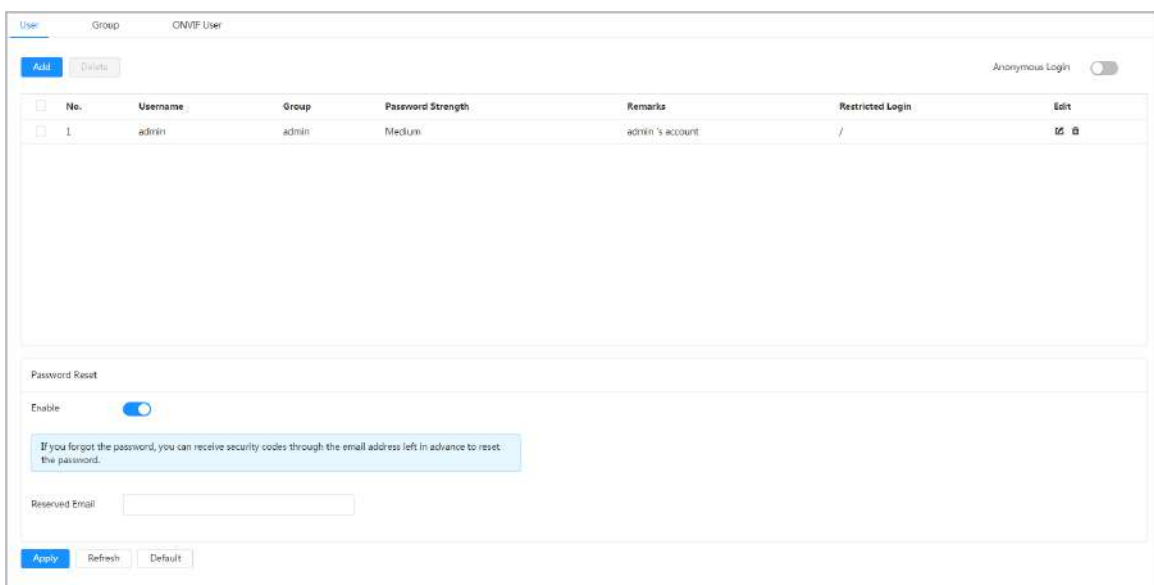 User Group ONVIF User
Add Delete Anonymous Login
No. Username Group Password Strength Remarks Restricted Login Edit
1 admin admin Medium admin 's account /
Password Reset
Enable
If you forgot the password, you can receive security codes through the email address left in advance to reset
the password.
Reserved Email
Apply Refresh Default